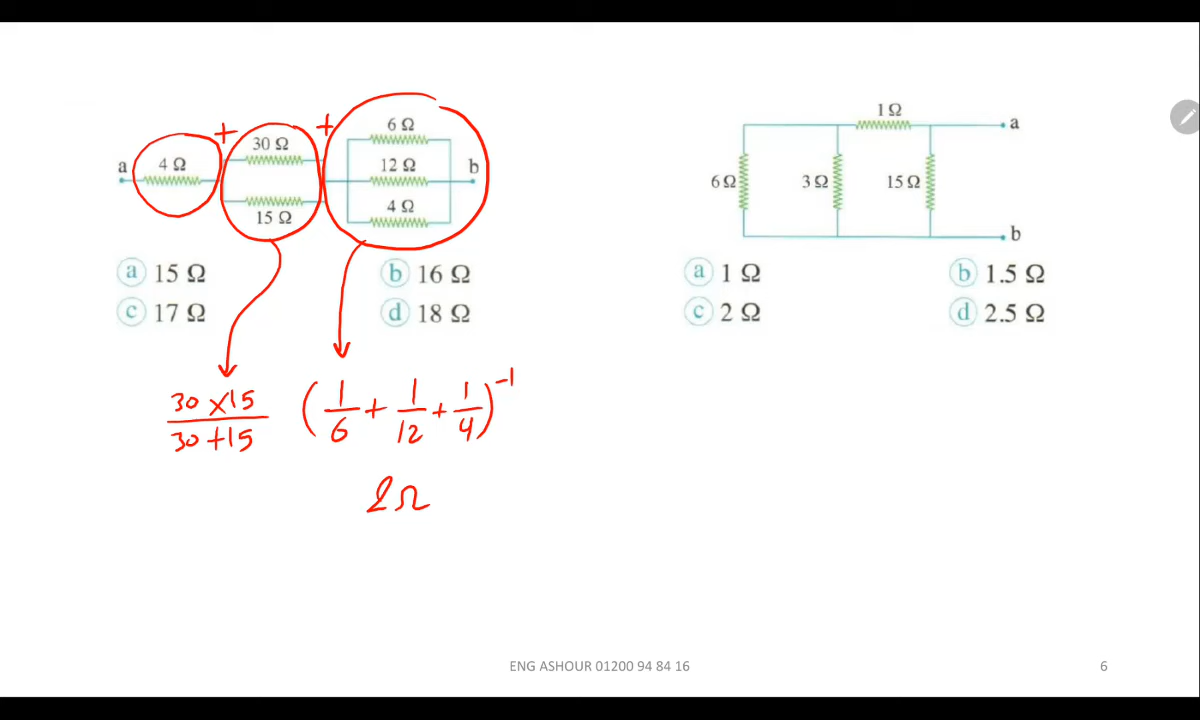 + +
6 Ω
30 Ω
a 4 Ω 12 Ω b
4 Ω
15 Ω
a 15 Ω b 16 Ω
c 17 Ω d 18 Ω
30 × 15 / 30 + 15
(1/6 + 1/12 + 1/4)⁻¹
2Ω
1 Ω
a
6 Ω 3 Ω 15 Ω
b
a 1 Ω b 1.5 Ω
c 2 Ω d 2.5 Ω
ENG ASHOUR 01200 94 84 16
6